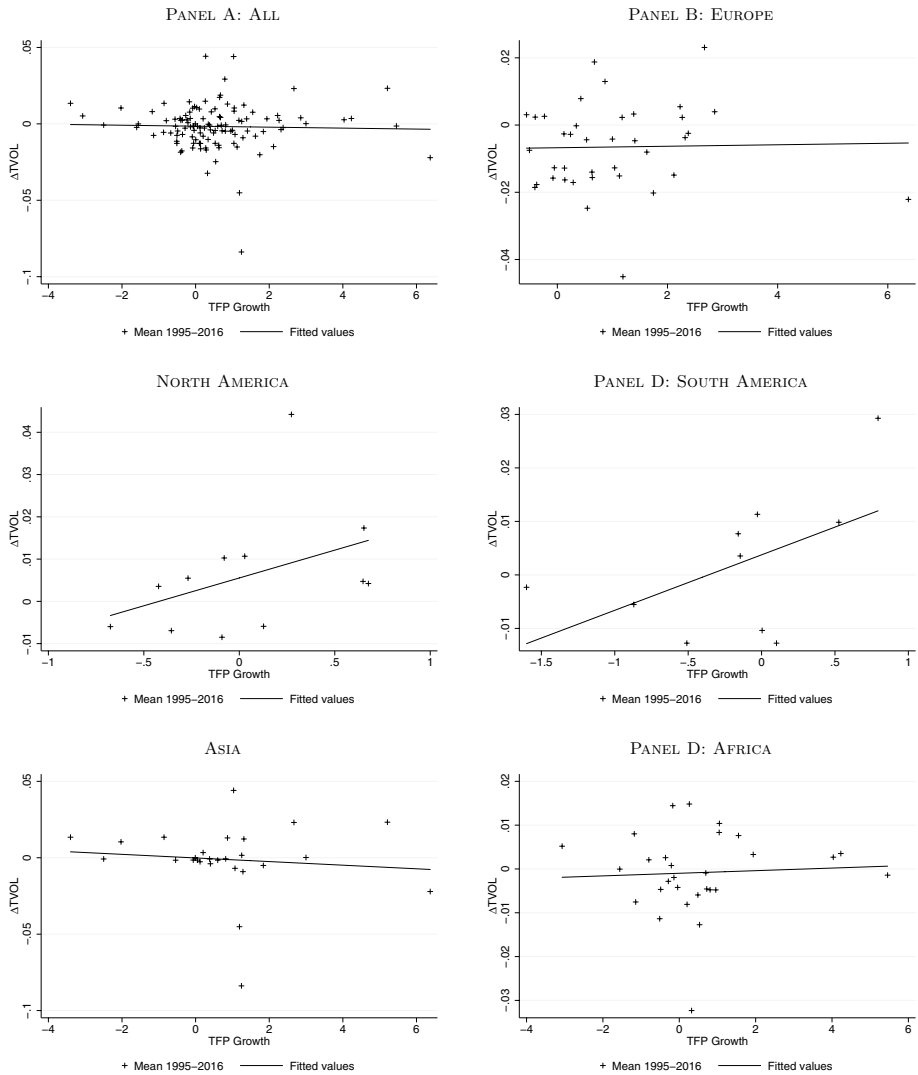 PANEL A: ALL
.05
0
−.05
−.1
ΔTVOL
−4
−2
0
2
4
6
TFP Growth
Mean 1995−2016
Fitted values
PANEL B: EUROPE
.02
0
−.02
−.04
ΔTVOL
0
2
4
6
TFP Growth
Mean 1995−2016
Fitted values
NORTH AMERICA
.04
.03
.02
.01
0
−.01
ΔTVOL
−1
−.5
0
.5
1
TFP Growth
Mean 1995−2016
Fitted values
PANEL D: SOUTH AMERICA
.03
.02
.01
0
−.01
ΔTVOL
−1.5
−1
−.5
0
.5
1
TFP Growth
Mean 1995−2016
Fitted values
ASIA
.05
0
−.05
−.1
ΔTVOL
−4
−2
0
2
4
6
TFP Growth
Mean 1995−2016
Fitted values
PANEL D: AFRICA
.02
.01
0
−.01
−.02
−.03
ΔTVOL
−4
−2
0
2
4
6
TFP Growth
Mean 1995−2016
Fitted values